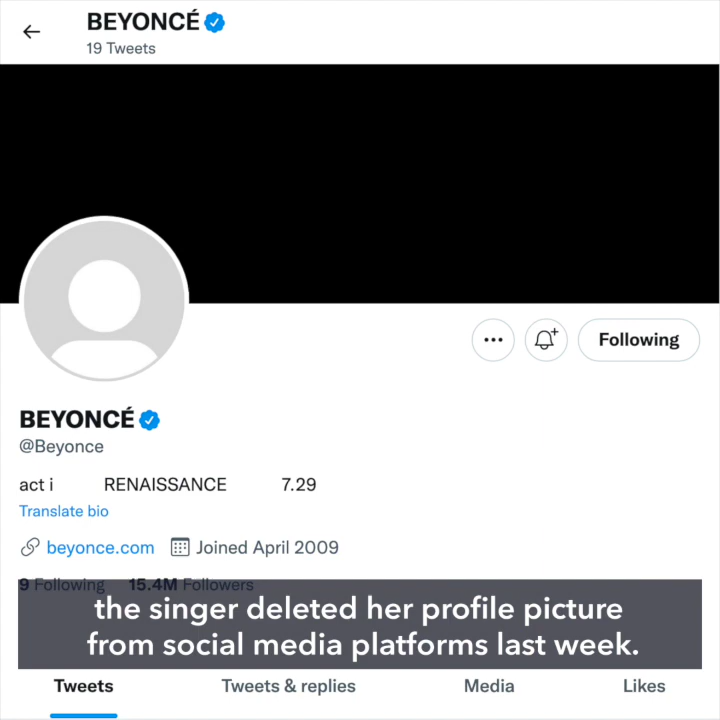 BEYONCÉ
19 Tweets
Following
BEYONCÉ
@Beyonce
act i RENAISSANCE 7.29
Translate bio
beyonce.com Joined April 2009
9 Following 15.4M Followers
the singer deleted her profile picture
from social media platforms last week.
Tweets Tweets & replies Media Likes